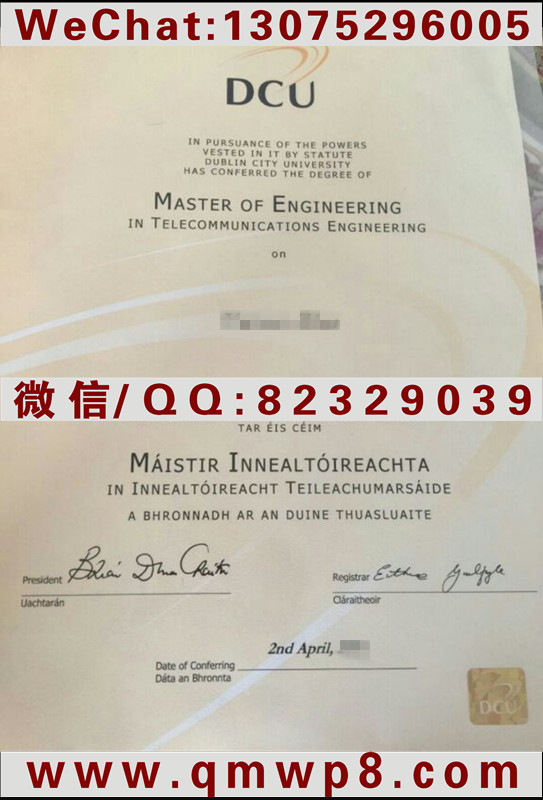 WeChat:13075296005
DCU
IN PURSUANCE OF THE POWERS
VESTED IN IT BY STATUTE
DUBLIN CITY UNIVERSITY
HAS CONFERRED THE DEGREE OF
MASTER OF ENGINEERING
IN TELECOMMUNICATIONS ENGINEERING
on
微信/QQ:82329039
TAR ÉIS CÉIM
MÁISTIR INNEALTÓIREACHTA
IN INNEALTÓIREACHT TEILEACHUMARSÁIDE
A BHRONNADH AR AN DUINE THUASLUAITE
President
Uachtarán
Registrar
Cláraitheoir
2nd April,
Date of Conferring
Dáta an Bhronnta
DCU
www.qmwp8.com